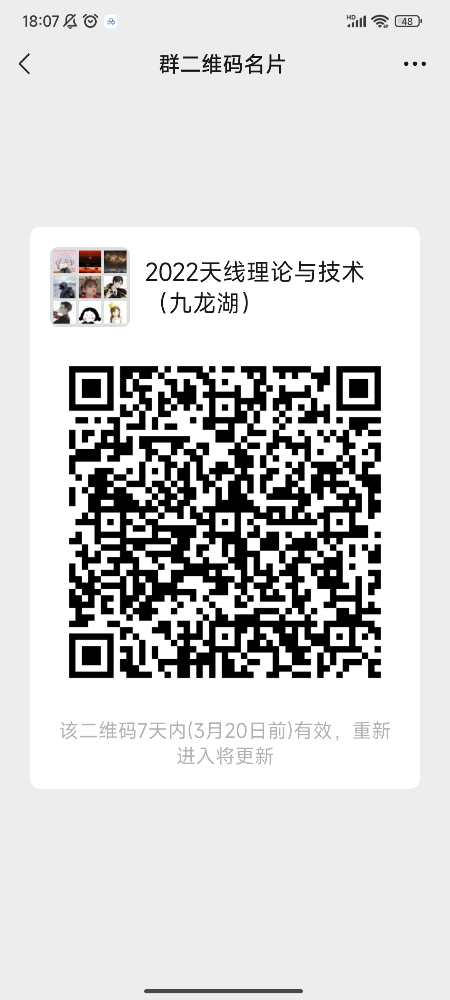 18:07
HD
48
群二维码名片
2022天线理论与技术
（九龙湖）
该二维码7天内(3月20日前)有效，重新
进入将更新